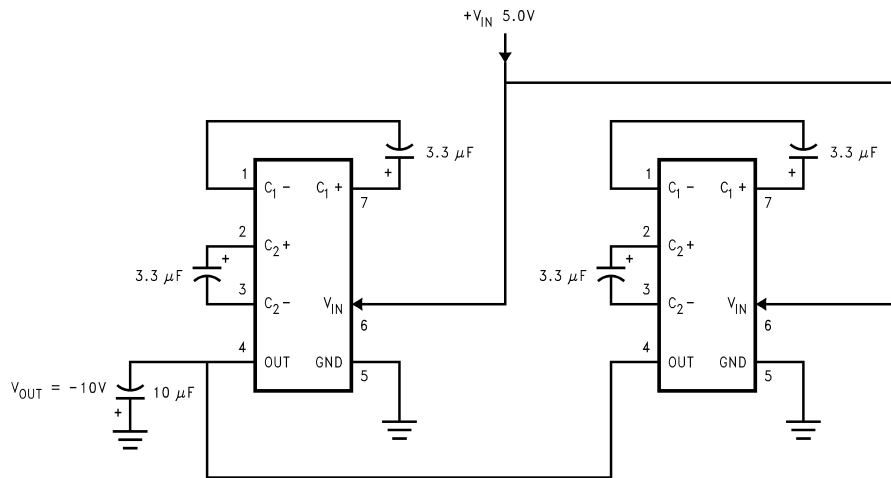 +V_IN 5.0V
3.3 μF
+
1
C1 -
C1 +
7
2
C2 +
+
3.3 μF
3
C2 -
V_IN
6
4
OUT
GND
5
V_OUT = -10V
10 μF
+
3.3 μF
+
1
C1 -
C1 +
7
2
C2 +
+
3.3 μF
3
C2 -
V_IN
6
4
OUT
GND
5